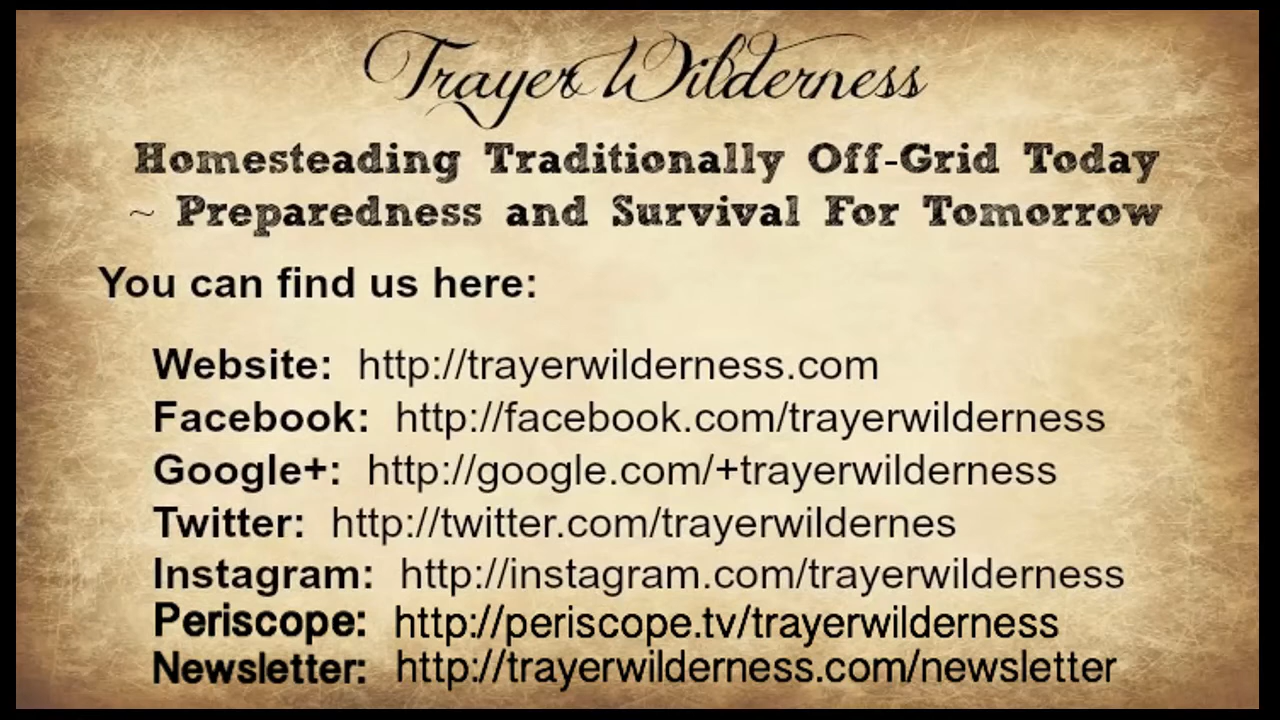 Trayer Wilderness
Homesteading Traditionally Off-Grid Today
~ Preparedness and Survival For Tomorrow
You can find us here:
Website: http://trayerwilderness.com
Facebook: http://facebook.com/trayerwilderness
Google+: http://google.com/+trayerwilderness
Twitter: http://twitter.com/trayerwildernes
Instagram: http://instagram.com/trayerwilderness
Periscope: http://periscope.tv/trayerwilderness
Newsletter: http://trayerwilderness.com/newsletter